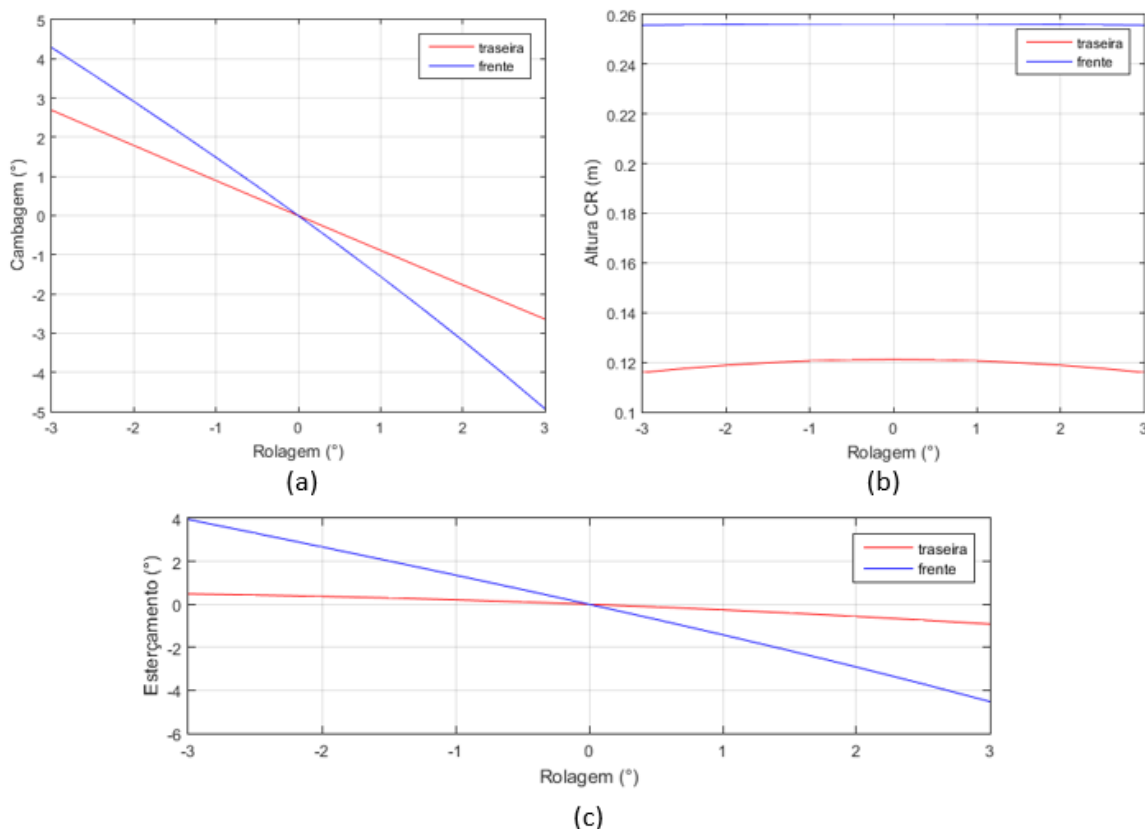 5
4
3
2
1
0
-1
-2
-3
-4
-5
Cambagem (°)
traseira
frente
-3 -2 -1 0 1 2 3
Rolagem (°)
(a)
0.26
0.24
0.22
0.2
0.18
0.16
0.14
0.12
0.1
Altura CR (m)
traseira
frente
-3 -2 -1 0 1 2 3
Rolagem (°)
(b)
4
2
0
-2
-4
-6
Esterçamento (°)
traseira
frente
-3 -2 -1 0 1 2 3
Rolagem (°)
(c)